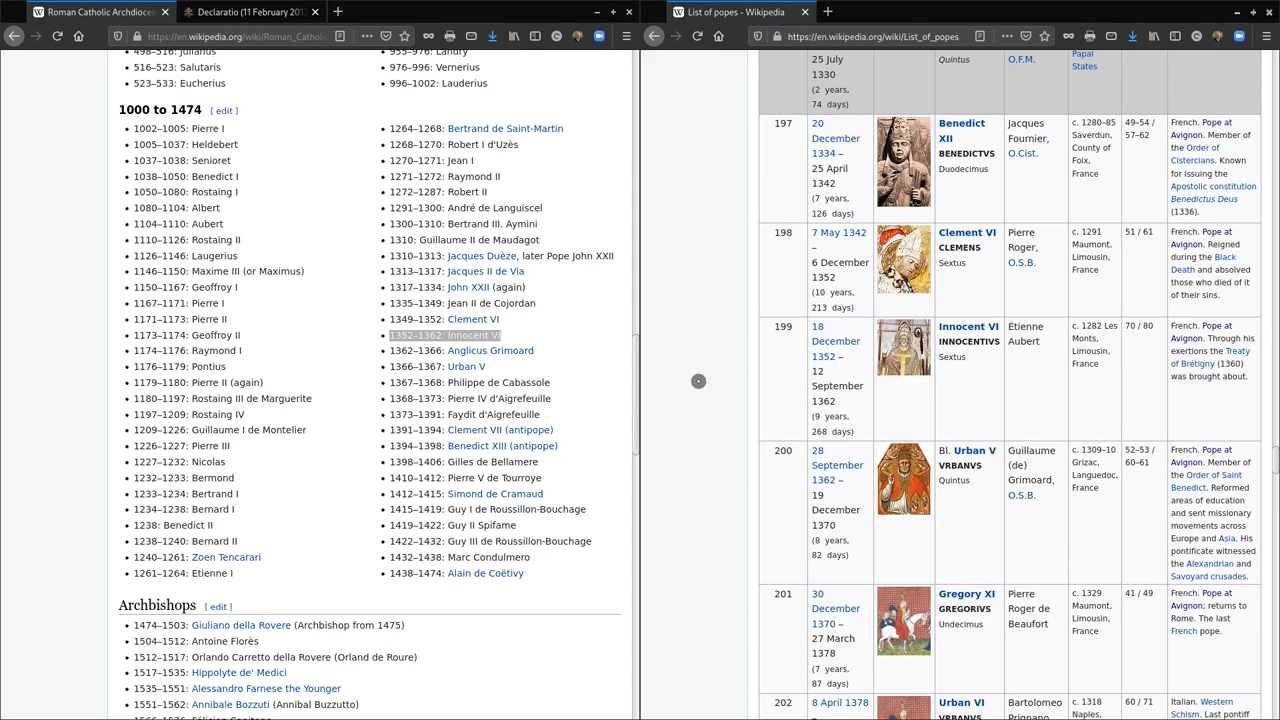 Roman Catholic Archdioces
Declaratio (11 February 201
en.wikipedia.org/wiki/Roman_Catholic
498–516: Julianus
516–523: Salutaris
523–533: Eucherius
955–976: Landry
976–996: Vernerius
996–1002: Lauderius
1000 to 1474 [ edit ]
1002–1005: Pierre I
1005–1037: Heldebert
1037–1038: Senioret
1038–1050: Benedict I
1050–1080: Rostaing I
1080–1104: Albert
1104–1110: Aubert
1110–1126: Rostaing II
1126–1146: Laugerius
1146–1150: Maxime III (or Maximus)
1150–1167: Geoffroy I
1167–1171: Pierre I
1171–1173: Pierre II
1173–1174: Geoffroy II
1174–1176: Raymond I
1176–1179: Pontius
1179–1180: Pierre II (again)
1180–1197: Rostaing III de Marguerite
1197–1209: Rostaing IV
1209–1226: Guillaume I de Montelier
1226–1227: Pierre III
1227–1232: Nicolas
1232–1233: Bermond
1233–1234: Bertrand I
1234–1238: Bernard I
1238: Benedict II
1238–1240: Bernard II
1240–1261: Zoen Tencarari
1261–1264: Etienne I
1264–1268: Bertrand de Saint-Martin
1268–1270: Robert I d'Uzès
1270–1271: Jean I
1271–1272: Raymond II
1272–1287: Robert II
1291–1300: André de Languiscel
1300–1310: Bertrand III. Aymini
1310: Guillaume II de Maudagot
1310–1313: Jacques Duèze, later Pope John XXII
1313–1317: Jacques II de Via
1317–1334: John XXII (again)
1335–1349: Jean II de Cojordan
1349–1352: Clement VI
1352–1362: Innocent VI
1362–1366: Anglicus Grimoard
1366–1367: Urban V
1367–1368: Philippe de Cabassole
1368–1373: Pierre IV d'Aigrefeuille
1373–1391: Faydit d'Aigrefeuille
1391–1394: Clement VII (antipope)
1394–1398: Benedict XIII (antipope)
1398–1406: Gilles de Bellamere
1410–1412: Pierre V de Tourroye
1412–1415: Simond de Cramaud
1415–1419: Guy I de Roussillon-Bouchage
1419–1422: Guy II Spifame
1422–1432: Guy III de Roussillon-Bouchage
1432–1438: Marc Condulmero
1438–1474: Alain de Coëtivy
Archbishops [ edit ]
1474–1503: Giuliano della Rovere (Archbishop from 1475)
1504–1512: Antoine Florès
1512–1517: Orlando Carretto della Rovere (Orland de Roure)
1517–1535: Hippolyte de' Medici
1535–1551: Alessandro Farnese the Younger
1551–1562: Annibale Bozzuti (Annibal Buzzutto)
List of popes - Wikipedia
https://en.wikipedia.org/wiki/List_of_popes
25 July
1330
(2 years,
74 days)
Quintus
O.F.M.
Papal
States
197
20
December
1334 –
25 April
1342
(7 years,
126 days)
Benedict
XII
BENEDICTVS
Duodecimus
Jacques
Fournier,
O.Cist.
c. 1280–85
Saverdun,
County of
Foix,
France
49–54 /
57–62
French. Pope at
Avignon. Member of
the Order of
Cistercians. Known
for issuing the
Apostolic constitution
Benedictus Deus
(1336).
198
7 May 1342
–
6 December
1352
(10 years,
213 days)
Clement VI
CLEMENS
Sextus
Pierre
Roger,
O.S.B.
c. 1291
Maumont,
Limousin,
France
51 / 61
French. Pope at
Avignon. Reigned
during the Black
Death and absolved
those who died of it
of their sins.
199
18
December
1352 –
12
September
1362
(9 years,
268 days)
Innocent VI
INNOCENTIVS
Sextus
Étienne
Aubert
c. 1282 Les
Monts,
Limousin,
France
70 / 80
French. Pope at
Avignon. Through his
exertions the Treaty
of Brétigny (1360)
was brought about.
200
28
September
1362 –
19
December
1370
(8 years,
82 days)
Bl. Urban V
VRBANVS
Quintus
Guillaume
(de)
Grimoard,
O.S.B.
c. 1309–10
Grizac,
Languedoc,
France
52–53 /
60–61
French. Pope at
Avignon. Member of
the Order of Saint
Benedict. Reformed
areas of education
and sent missionary
movements across
Europe and Asia. His
pontificate witnessed
the Alexandrian and
Savoyard crusades.
201
30
December
1370 –
27 March
1378
(7 years,
87 days)
Gregory XI
GREGORIVS
Undecimus
Pierre
Roger de
Beaufort
c. 1329
Maumont,
Limousin,
France
41 / 49
French. Pope at
Avignon; returns to
Rome. The last
French pope.
202
8 April 1378
–
Urban VI
VRBANVS
Bartolomeo
Prignano
c. 1318
Naples,
60 / 71
Italian. Western
Schism. Last pontiff